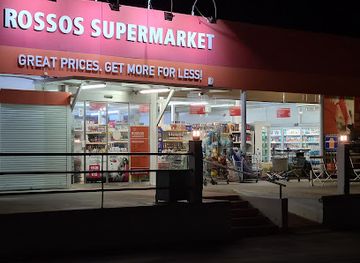 ROSSOS SUPERMARKET
GREAT PRICES. GET MORE FOR LESS!